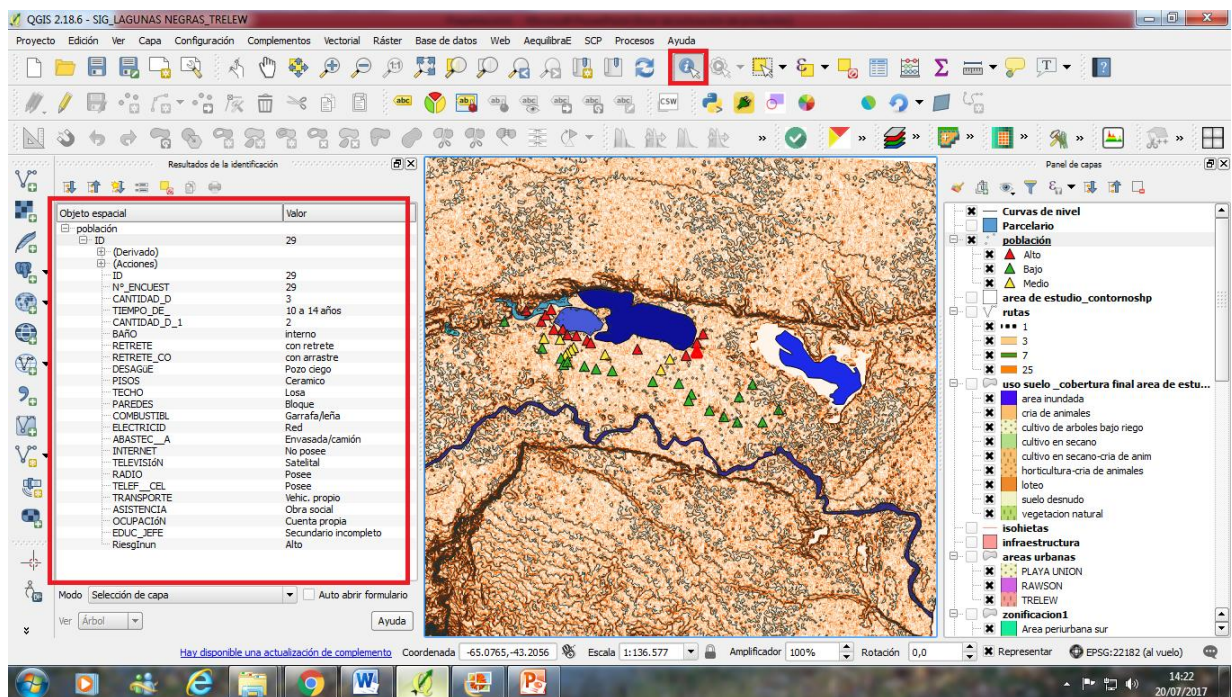 QGIS 2.18.6 - SIG_LAGUNAS NEGRAS_TRELEW
Proyecto Edición Ver Capa Configuración Complementos Vectorial Ráster Base de datos Web AequilibraE SCP Procesos Ayuda
Resultados de la identificación
Objeto espacial Valor
población
ID 29
(Derivado)
(Acciones)
ID 29
N°_ENCUEST 29
CANTIDAD_D 3
TIEMPO_DE_ 10 a 14 años
CANTIDAD_D_1 2
BAñO interno
RETRETE con retrete
RETRETE_CO con arrastre
DESAGüE Pozo ciego
PISOS Ceramico
TECHO Losa
PAREDES Bloque
COMBUSTIBL Garrafa/leña
ELECTRICID Red
ABASTEC__A Envasada/camión
INTERNET No posee
TELEVISIóN Satelital
RADIO Posee
TELEF__CEL Posee
TRANSPORTE Vehic. propio
ASISTENCIA Obra social
OCUPACIóN Cuenta propia
EDUC_JEFE Secundario incompleto
RiesgInun Alto
Modo Selección de capa Auto abrir formulario
Ver Árbol Ayuda
Panel de capas
Curvas de nivel
Parcelario
población
Alto
Bajo
Medio
area de estudio_contornoshp
rutas
1
3
7
25
uso suelo _cobertura final area de estu...
area inundada
cria de animales
cultivo de arboles bajo riego
cultivo en secano
cultivo en secano-cria de anim
horticultura-cria de animales
loteo
suelo desnudo
vegetacion natural
isohietas
infraestructura
areas urbanas
PLAYA UNION
RAWSON
TRELEW
zonificacion1
Area periurbana sur
Hay disponible una actualización de complemento Coordenada -65.0765,-43.2056 Escala 1:136.577 Amplificador 100% Rotación 0,0 Representar EPSG:22182 (al vuelo)
14:22
20/07/2017